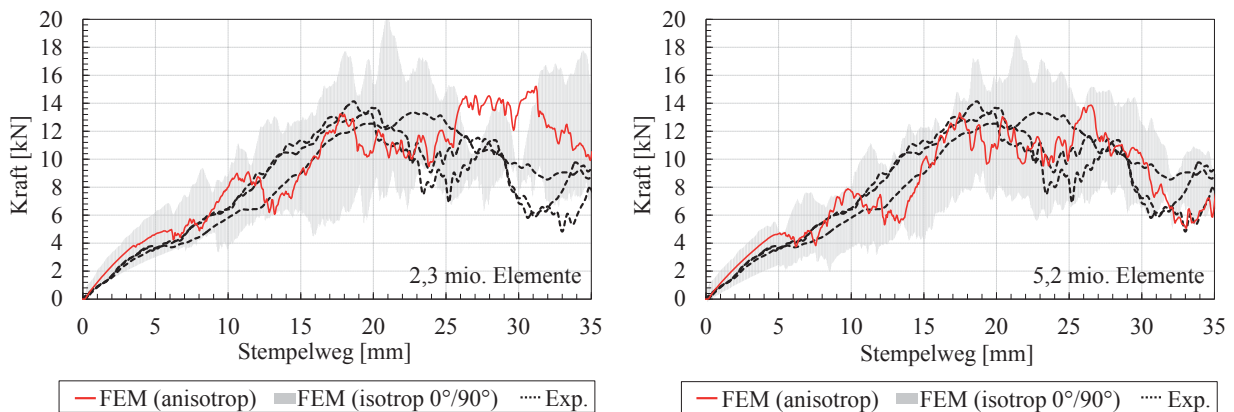 20
18
16
14
12
10
8
6
4
2
0
Kraft [kN]
2,3 mio. Elemente
0 5 10 15 20 25 30 35
Stempelweg [mm]
FEM (anisotrop) FEM (isotrop 0°/90°) Exp.
20
18
16
14
12
10
8
6
4
2
0
Kraft [kN]
5,2 mio. Elemente
0 5 10 15 20 25 30 35
Stempelweg [mm]
FEM (anisotrop) FEM (isotrop 0°/90°) Exp.